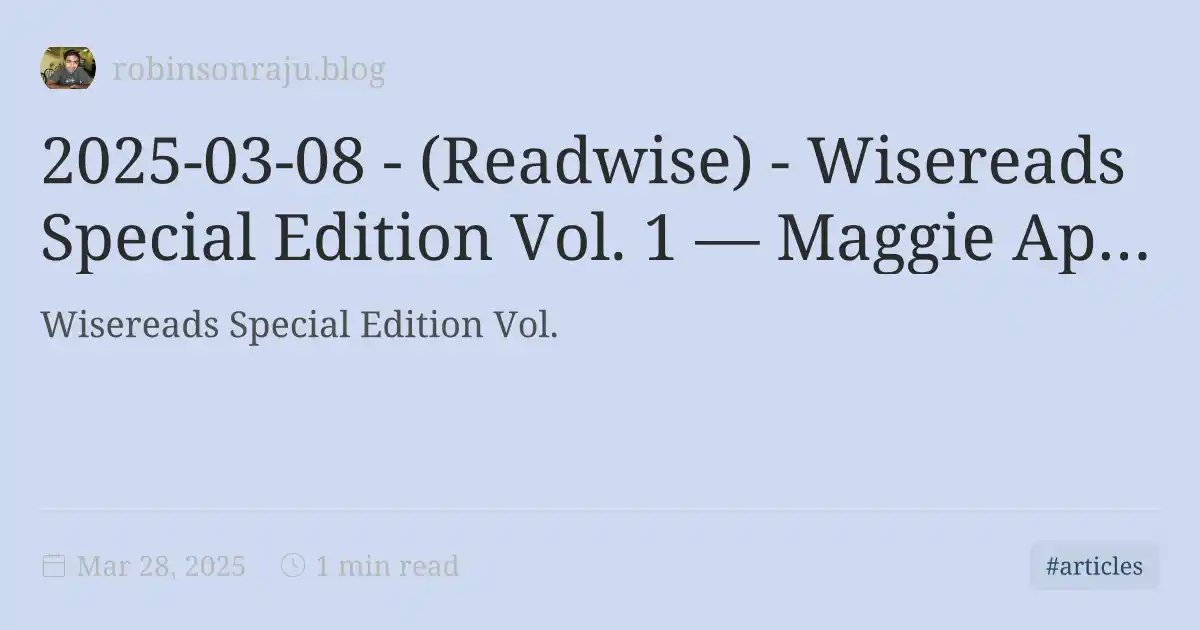 robinsonraju.blog
2025-03-08 - (Readwise) - Wisereads
Special Edition Vol. 1 — Maggie Ap...
Wisereads Special Edition Vol.
Mar 28, 2025 1 min read
#articles